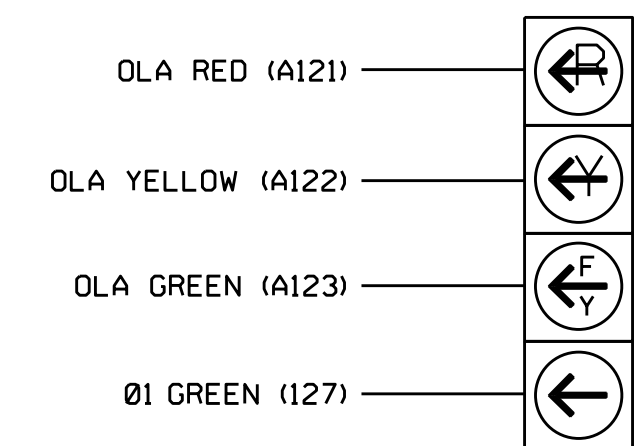 OLA RED (A121)
R
OLA YELLOW (A122)
Y
F
OLA GREEN (A123)
Y
Ø1 GREEN (127)